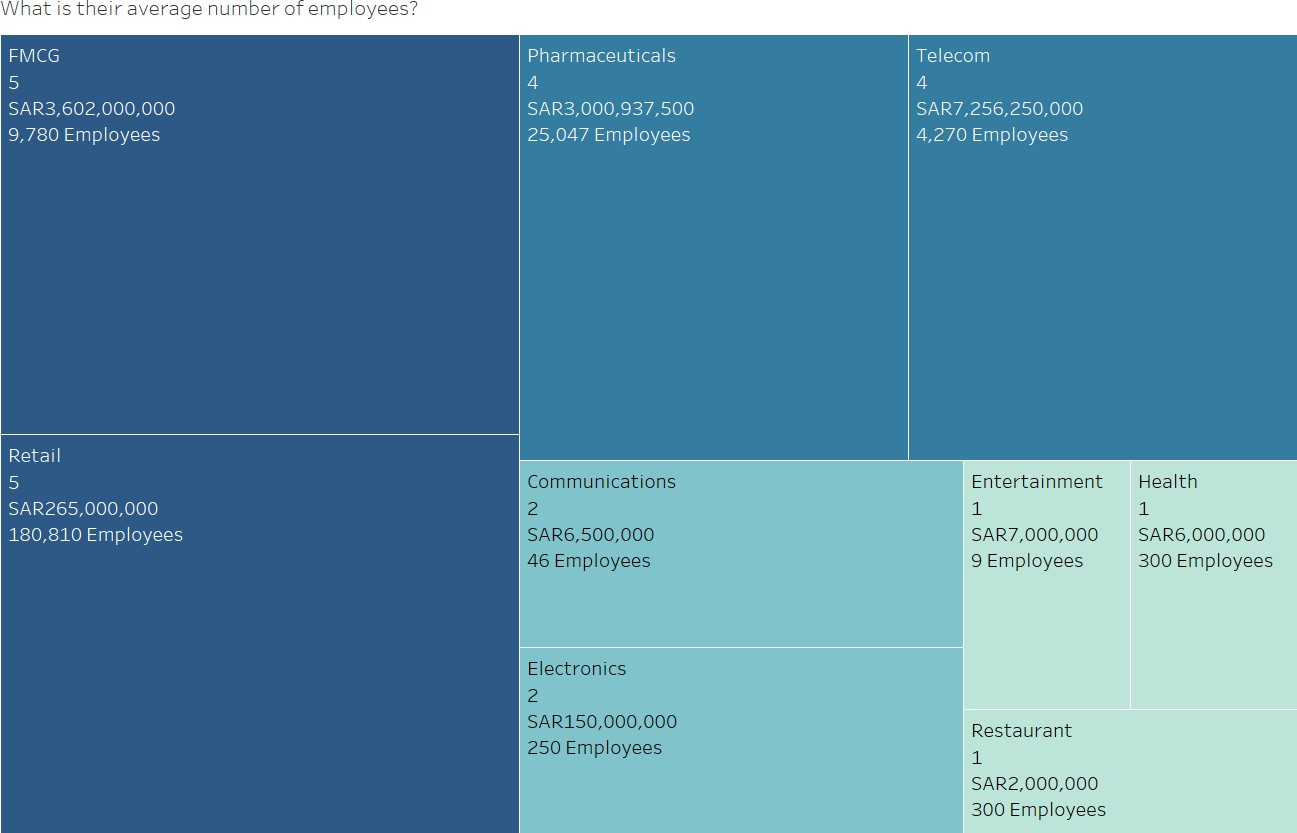 What is their average number of employees?
FMCG
5
SAR3,602,000,000
9,780 Employees
Pharmaceuticals
4
SAR3,000,937,500
25,047 Employees
Telecom
4
SAR7,256,250,000
4,270 Employees
Retail
5
SAR265,000,000
180,810 Employees
Communications
2
SAR6,500,000
46 Employees
Entertainment
1
SAR7,000,000
9 Employees
Health
1
SAR6,000,000
300 Employees
Electronics
2
SAR150,000,000
250 Employees
Restaurant
1
SAR2,000,000
300 Employees